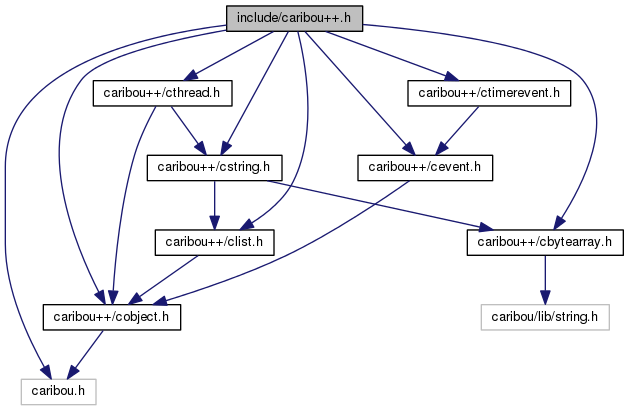 include/caribou++.h
caribou++/cthread.h
caribou++/ctimerevent.h
caribou++/cstring.h
caribou++/cevent.h
caribou++/clist.h
caribou++/cbytearray.h
caribou++/cobject.h
caribou/lib/string.h
caribou.h